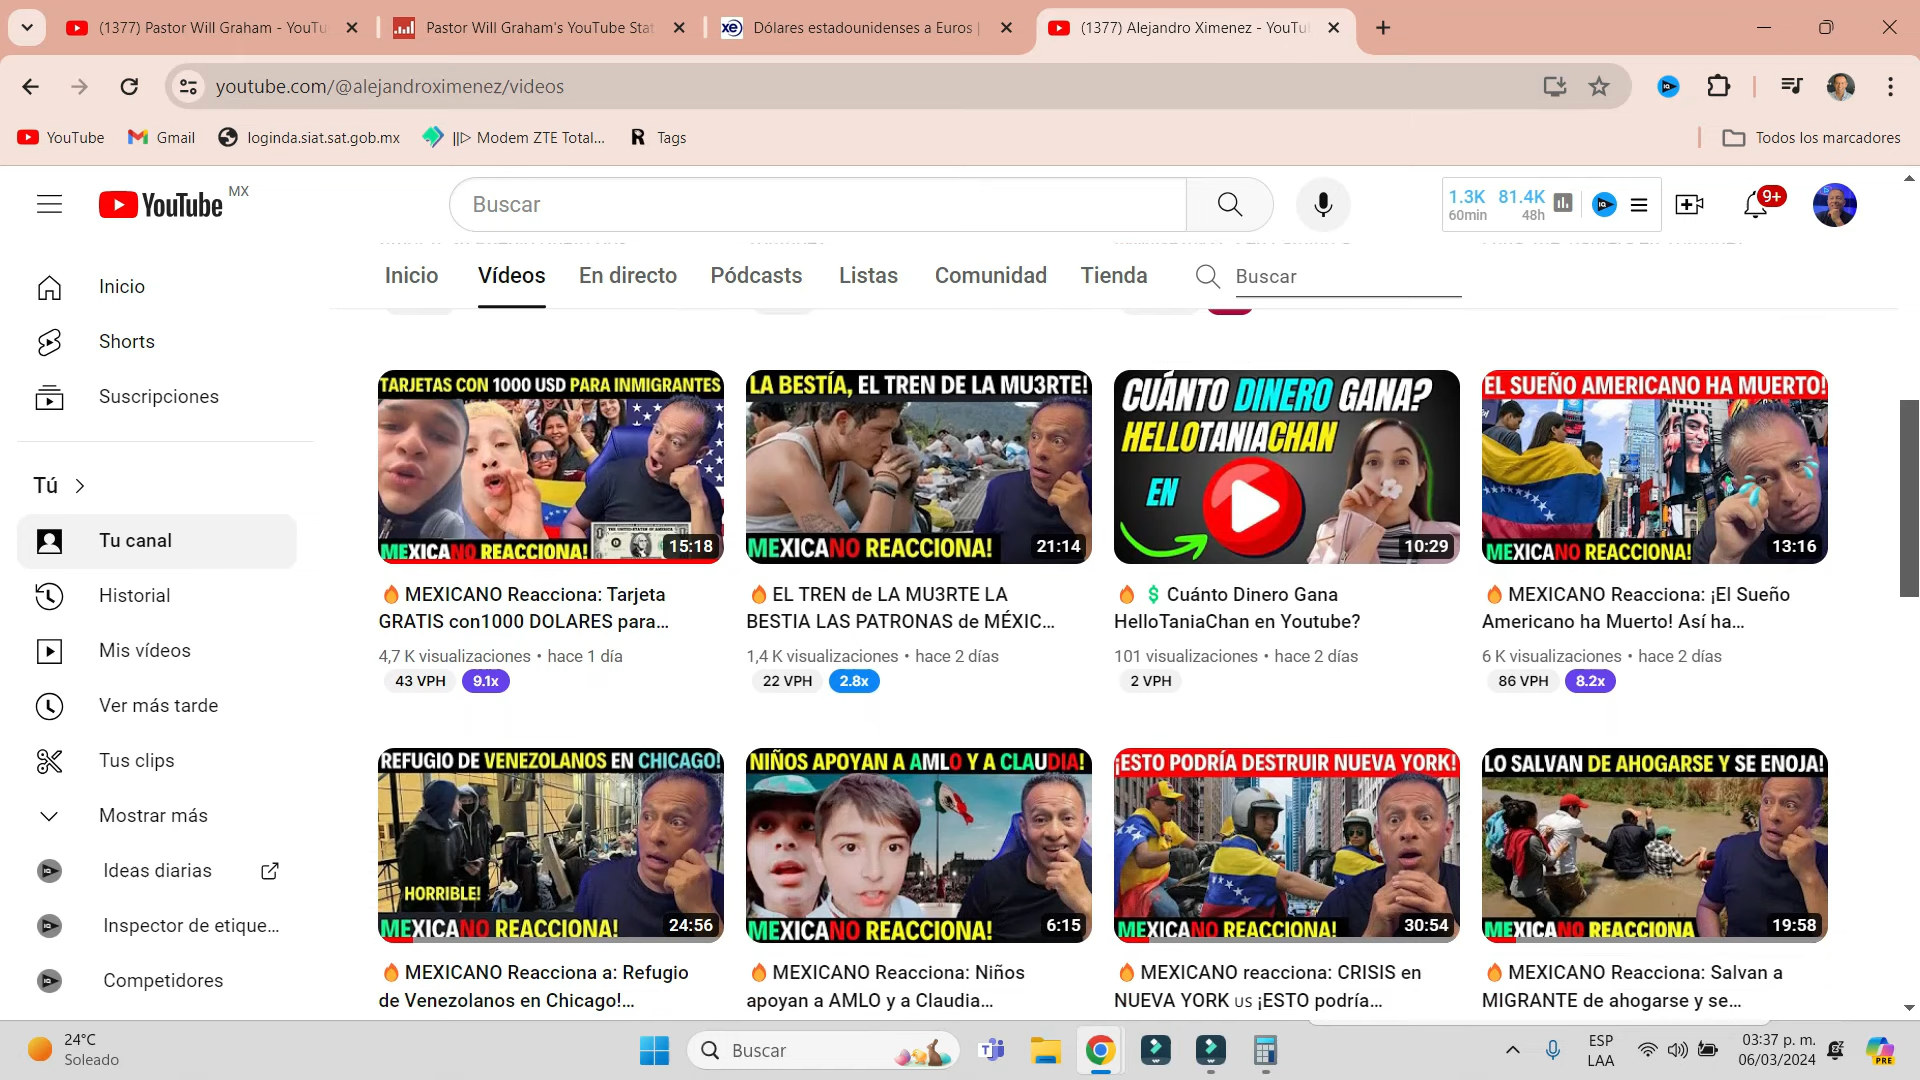 (1377) Pastor Will Graham - YouTu
Pastor Will Graham's YouTube Stat
Dólares estadounidenses a Euros |
(1377) Alejandro Ximenez - YouTu
youtube.com/@alejandroximenez/videos
YouTube
Gmail
loginda.siat.sat.gob.mx
||▷ Modem ZTE Total...
R Tags
Todos los marcadores
YouTube MX
Buscar
1.3K 81.4K
60min 48h
9+
Inicio
Vídeos
En directo
Pódcasts
Listas
Comunidad
Tienda
Buscar
Inicio
Shorts
Suscripciones
Tú
Tu canal
Historial
Mis vídeos
Ver más tarde
Tus clips
Mostrar más
Ideas diarias
Inspector de etique...
Competidores
TARJETAS CON 1000 USD PARA INMIGRANTES
MEXICANO REACCIONA!
15:18
🔥 MEXICANO Reacciona: Tarjeta
GRATIS con1000 DOLARES para...
4,7 K visualizaciones • hace 1 día
43 VPH 9.1x
LA BESTÍA, EL TREN DE LA MU3RTE!
MEXICANO REACCIONA!
21:14
🔥 EL TREN de LA MU3RTE LA
BESTIA LAS PATRONAS de MÉXIC...
1,4 K visualizaciones • hace 2 días
22 VPH 2.8x
CUÁNTO DINERO GANA?
HELLOTANIACHAN
EN
10:29
🔥 💲 Cuánto Dinero Gana
HelloTaniaChan en Youtube?
101 visualizaciones • hace 2 días
2 VPH
EL SUEÑO AMERICANO HA MUERTO!
MEXICANO REACCIONA!
13:16
🔥 MEXICANO Reacciona: ¡El Sueño
Americano ha Muerto! Así ha...
6 K visualizaciones • hace 2 días
86 VPH 8.2x
REFUGIO DE VENEZOLANOS EN CHICAGO!
HORRIBLE!
MEXICANO REACCIONA!
24:56
🔥 MEXICANO Reacciona a: Refugio
de Venezolanos en Chicago!...
NIÑOS APOYAN A AMLO Y A CLAUDIA!
MEXICANO REACCIONA!
6:15
🔥 MEXICANO Reacciona: Niños
apoyan a AMLO y a Claudia...
¡ESTO PODRÍA DESTRUIR NUEVA YORK!
MEXICANO REACCIONA!
30:54
🔥 MEXICANO reacciona: CRISIS en
NUEVA YORK us ¡ESTO podría...
LO SALVAN DE AHOGARSE Y SE ENOJA!
MEXICANO REACCIONA
19:58
🔥 MEXICANO Reacciona: Salvan a
MIGRANTE de ahogarse y se...
24°C
Soleado
Buscar
ESP
LAA
03:37 p. m.
06/03/2024